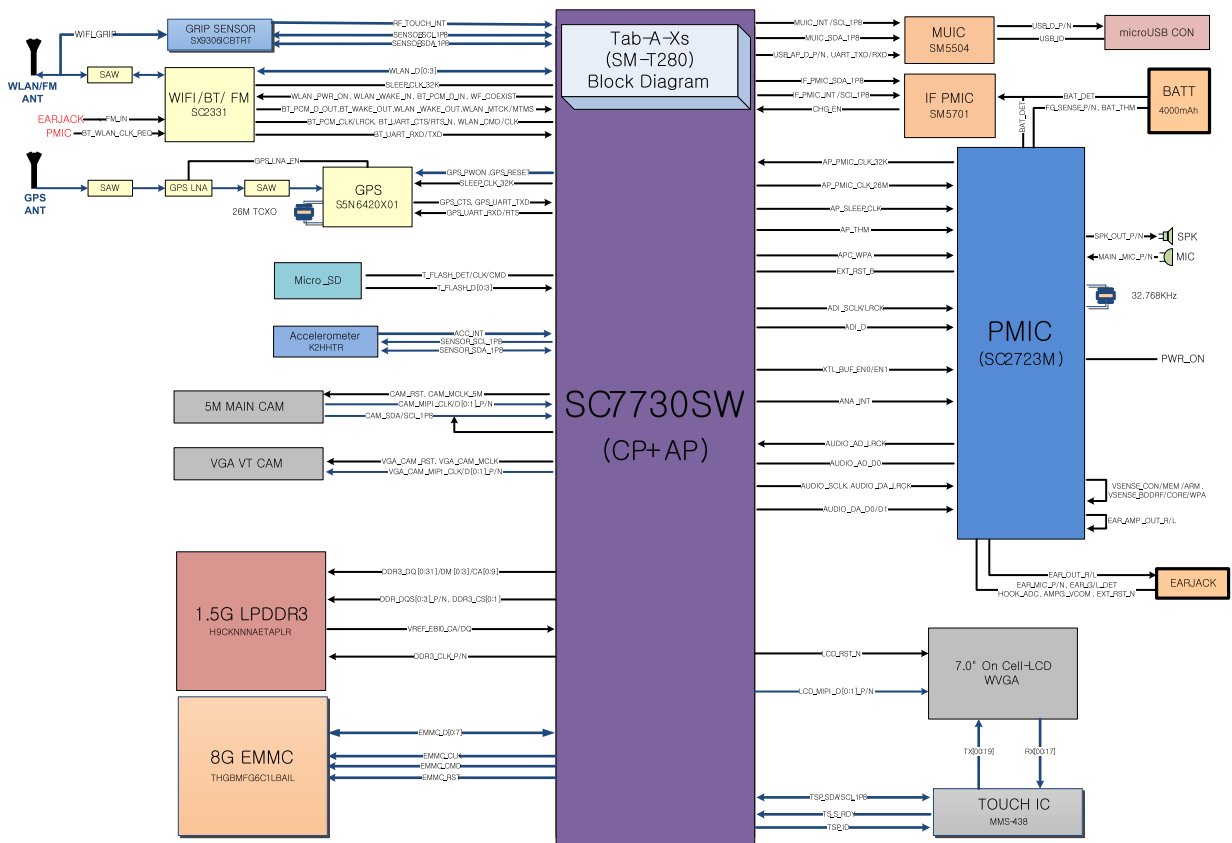 Tab-A-Xs
(SM-T280)
Block Diagram
SC7730SW
(CP+AP)
WIFI_GRIP
GRIP SENSOR
SX9306ICBTRT
RF_TOUCH_INT
SENSOR_SCL_1P8
SENSOR_SDA_1P8
WLAN/FM
ANT
SAW
WIFI/BT/ FM
SC2331
EARJACK
FM_IN
PMIC
BT_WLAN_CLK_REQ
WLAN_D[0:3]
SLEEP_CLK_32K
WLAN_PWR_ON, WLAN_WAKE_IN, BT_PCM_D_IN, WF_COEXIST
BT_PCM_D_OUT,BT_WAKE_OUT,WLAN_WAKE_OUT,WLAN_MTCK/MTMS
BT_PCM_CLK/LRCK, BT_UART_CTS/RTS_N, WLAN_CMD/CLK
BT_UART_RXD/TXD
GPS_LNA_EN
GPS
ANT
SAW
GPS LNA
SAW
GPS
S5N6420X01
26M TCXO
GPS_PWON ,GPS_RESET
SLEEP_CLK_32K
GPS_CTS, GPS_UART_TXD
GPS_UART_RXD/RTS
Micro_SD
T_FLASH_DET/CLK/CMD
T_FLASH_D[0:3]
Accelerometer
K2HHTR
ACC_INT
SENSOR_SCL_1P8
SENSOR_SDA_1P8
5M MAIN CAM
CAM_RST, CAM_MCLK_5M
CAM_MIPI_CLK/D[0:1]_P/N
CAM_SDA/SCL_1P8
VGA VT CAM
VGA_CAM_RST, VGA_CAM_MCLK
VGA_CAM_MIPI_CLK/D[0:1]_P/N
1.5G LPDDR3
H9CKNNNAETAPLR
DDR3_DQ[0:31]/DM [0:3]/CA[0:9]
DDR_DQS[0:3]_P/N, DDR3_CS[0:1]
VREF_EBI0_CA/DQ
DDR3_CLK_P/N
8G EMMC
THGBMFG6C1LBAIL
EMMC_D[0:7]
EMMC_CLK
EMMC_CMD
EMMC_RST
MUIC_INT/SCL_1P8
MUIC_SDA_1P8
USB_AP_D_P/N, UART_TXD/RXD
MUIC
SM5504
USB_D_P/N
USB_ID
microUSB CON
IF_PMIC_SDA_1P8
IF_PMIC_INT/SCL_1P8
CHG_EN
IF PMIC
SM5701
BAT_DET
FG_SENSE_P/N, BAT_THM
BAT_DET
BATT
4000mAh
PMIC
(SC2723M)
AP_PMIC_CLK_32K
AP_PMIC_CLK_26M
AP_SLEEP_CLK
AP_THM
APC_WPA
EXT_RST_B
ADI_SCLK/LRCK
ADI_D
XTL_BUF_EN0/EN1
ANA_INT
AUDIO_AD_LRCK
AUDIO_AD_D0
AUDIO_SCLK, AUDIO_DA_LRCK
AUDIO_DA_D0/D1
SPK_OUT_P/N
SPK
MAIN _MIC_P/N
MIC
32.768KHz
PWR_ON
VSENSE_CON/MEM /ARM ,
VSENSE_BDDRF/CORE/WPA
EAR_AMP_OUT_R/L
EAR_OUT_R/L
EAR_MIC_P/N, EAR_G/L_DET
HOOK_ADC, AMPG_VCOM, EXT_RST_N
EARJACK
LCD_RST_N
LCD_MIPI_D[0:1]_P/N
7.0" On Cell-LCD
WVGA
TX[00:19]
RX[00:17]
TSP_SDA/SCL_1P8
TS_S_RDY
TSP_ID
TOUCH IC
MMS-438